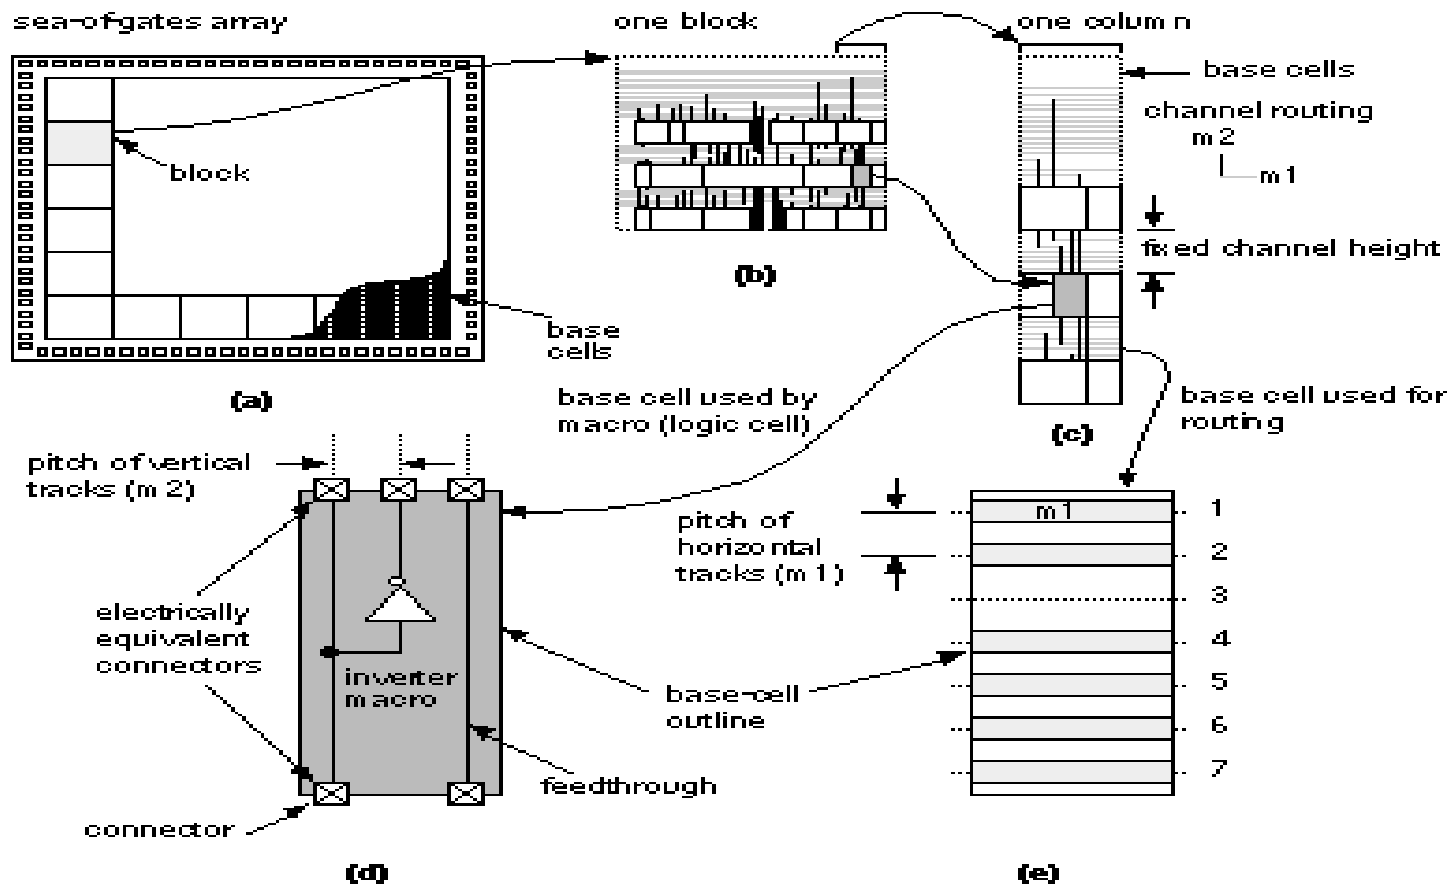 sea-of-gates array
one block
one column
base cells
channel routing
m2
m1
block
fixed channel height
(b)
base
cells
(a)
base cell used by
macro (logic cell)
base cell used for
routing
(c)
pitch of vertical
tracks (m2)
pitch of
horizontal
tracks (m1)
m1
1
2
3
4
5
6
7
electrically
equivalent
connectors
inverter
macro
base-cell
outline
feedthrough
connector
(d)
(e)